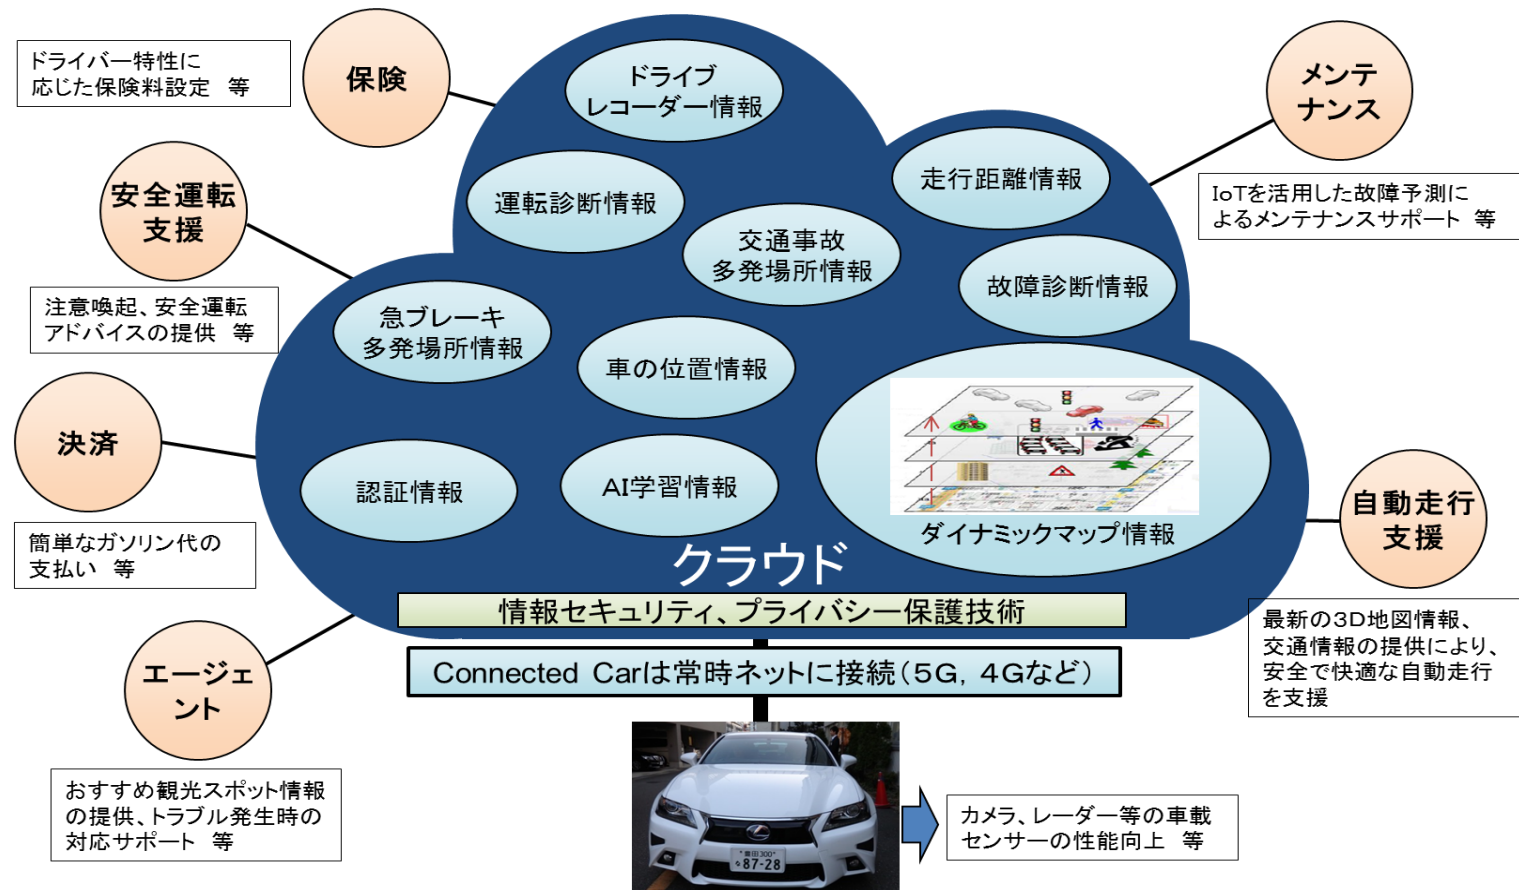 保険
ドライバー特性に
応じた保険料設定 等
安全運転
支援
注意喚起、安全運転
アドバイスの提供 等
決済
簡単なガソリン代の
支払い 等
エージェ
ント
おすすめ観光スポット情報
の提供、トラブル発生時の
対応サポート 等
ドライブ
レコーダー情報
運転診断情報
走行距離情報
交通事故
多発場所情報
故障診断情報
急ブレーキ
多発場所情報
車の位置情報
認証情報
AI学習情報
ダイナミックマップ情報
クラウド
情報セキュリティ、プライバシー保護技術
Connected Carは常時ネットに接続（５G，４Gなど）
メンテ
ナンス
IoTを活用した故障予測に
よるメンテナンスサポート 等
自動走行
支援
最新の３D地図情報、
交通情報の提供により、
安全で快適な自動走行
を支援
豊田 300
な 87-28
カメラ、レーダー等の車載
センサーの性能向上 等